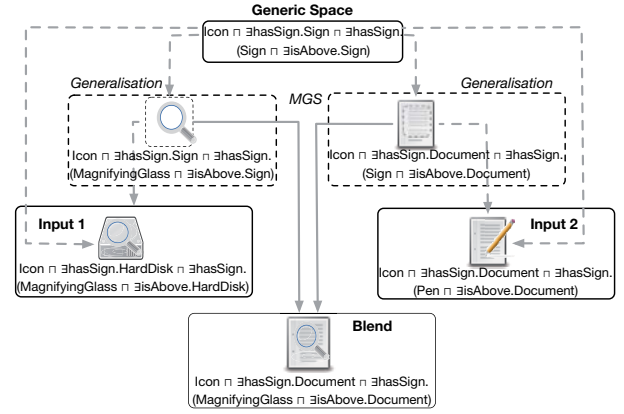 Generic Space
Icon ⊓ ∃hasSign.Sign ⊓ ∃hasSign.
(Sign ⊓ ∃isAbove.Sign)
Generalisation
MGS
Generalisation
Icon ⊓ ∃hasSign.Sign ⊓ ∃hasSign.
(MagnifyingGlass ⊓ ∃isAbove.Sign)
Icon ⊓ ∃hasSign.Document ⊓ ∃hasSign.
(Sign ⊓ ∃isAbove.Document)
Input 1
Icon ⊓ ∃hasSign.HardDisk ⊓ ∃hasSign.
(MagnifyingGlass ⊓ ∃isAbove.HardDisk)
Input 2
Icon ⊓ ∃hasSign.Document ⊓ ∃hasSign.
(Pen ⊓ ∃isAbove.Document)
Blend
Icon ⊓ ∃hasSign.Document ⊓ ∃hasSign.
(MagnifyingGlass ⊓ ∃isAbove.Document)